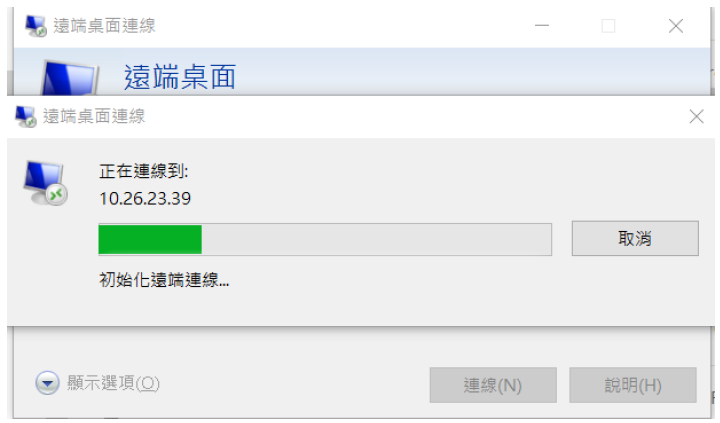 遠端桌面連線
遠端桌面
遠端桌面連線
正在連線到:
10.26.23.39
取消
初始化遠端連線...
顯示選項(O)
連線(N)
說明(H)